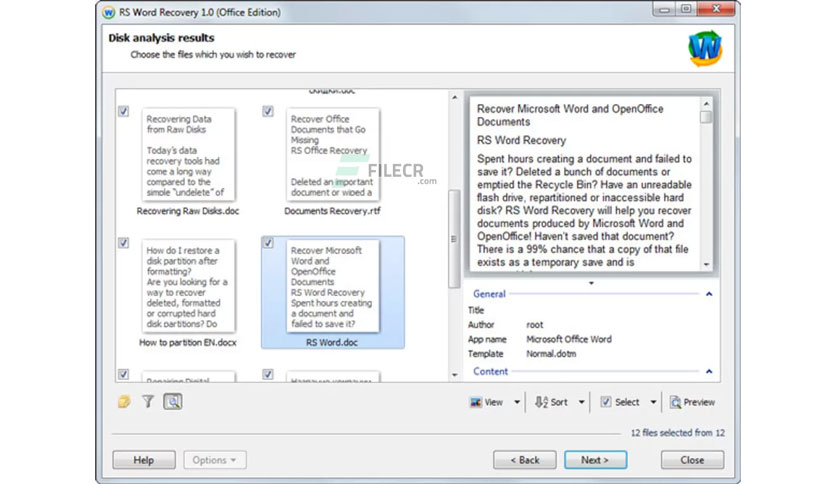 RS Word Recovery 1.0 (Office Edition)
Disk analysis results
Choose the files which you wish to recover
Recovering Data
from Raw Disks
Today's data
recovery tools had
come a long way
compared to the
simple "undelete" of
Recovering Raw Disks.doc
Recover Office
Documents that Go
Missing
RS Office Recovery
Deleted an important
document or wiped a
Documents Recovery.rtf
FILECR
.com
How do I restore a
disk partition after
formatting?
Are you looking for a
way to recover
deleted, formatted
or corrupted hard
disk partitions? Do
How to partition EN.docx
Recover Microsoft
Word and
OpenOffice
Documents
RS Word Recovery
Spent hours creating
a document and
failed to save it?
RS Word.doc
Repairing Digital
Recover Microsoft Word and OpenOffice
Documents
RS Word Recovery
Spent hours creating a document and failed to
save it? Deleted a bunch of documents or
emptied the Recycle Bin? Have an unreadable
flash drive, repartitioned or inaccessible hard
disk? RS Word Recovery will help you recover
documents produced by Microsoft Word and
OpenOffice! Haven't saved that document?
There is a 99% chance that a copy of that file
exists as a temporary save and is
General
Title
Author root
App name Microsoft Office Word
Template Normal.dotm
Content
View Sort Select Preview
12 files selected from 12
Help Options < Back Next > Close